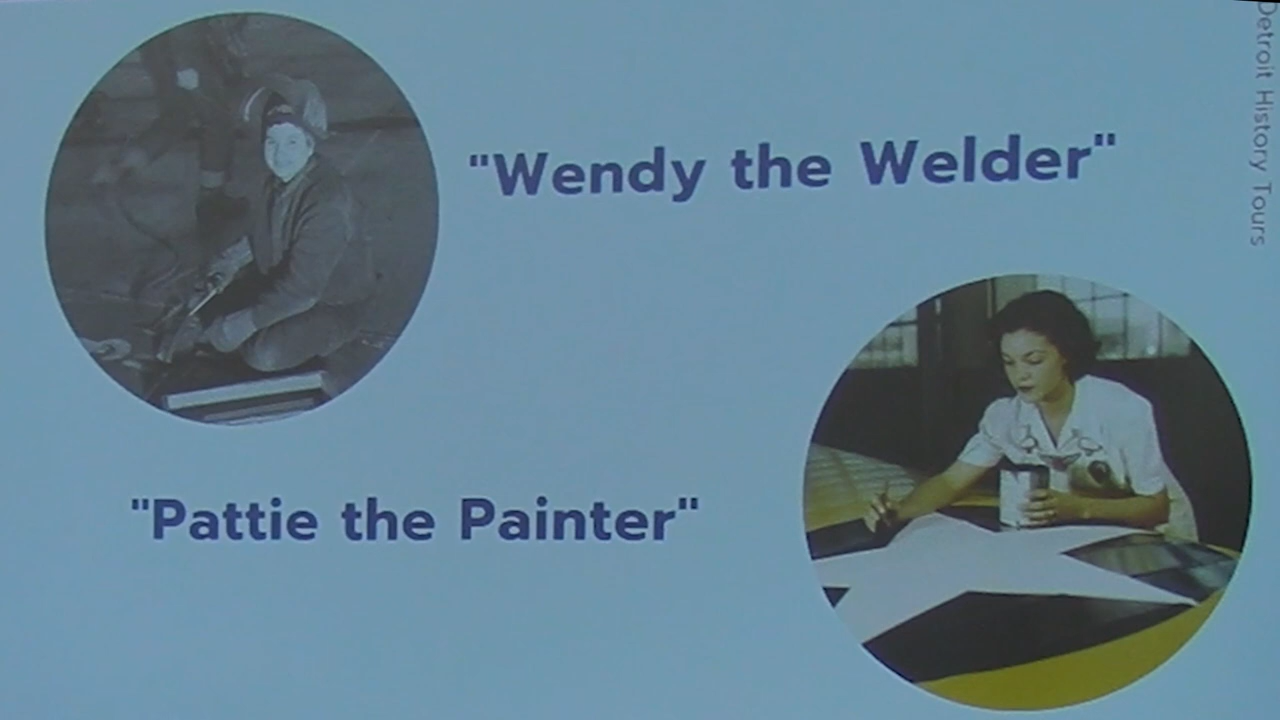 "Wendy the Welder"
"Pattie the Painter"
Detroit History Tours